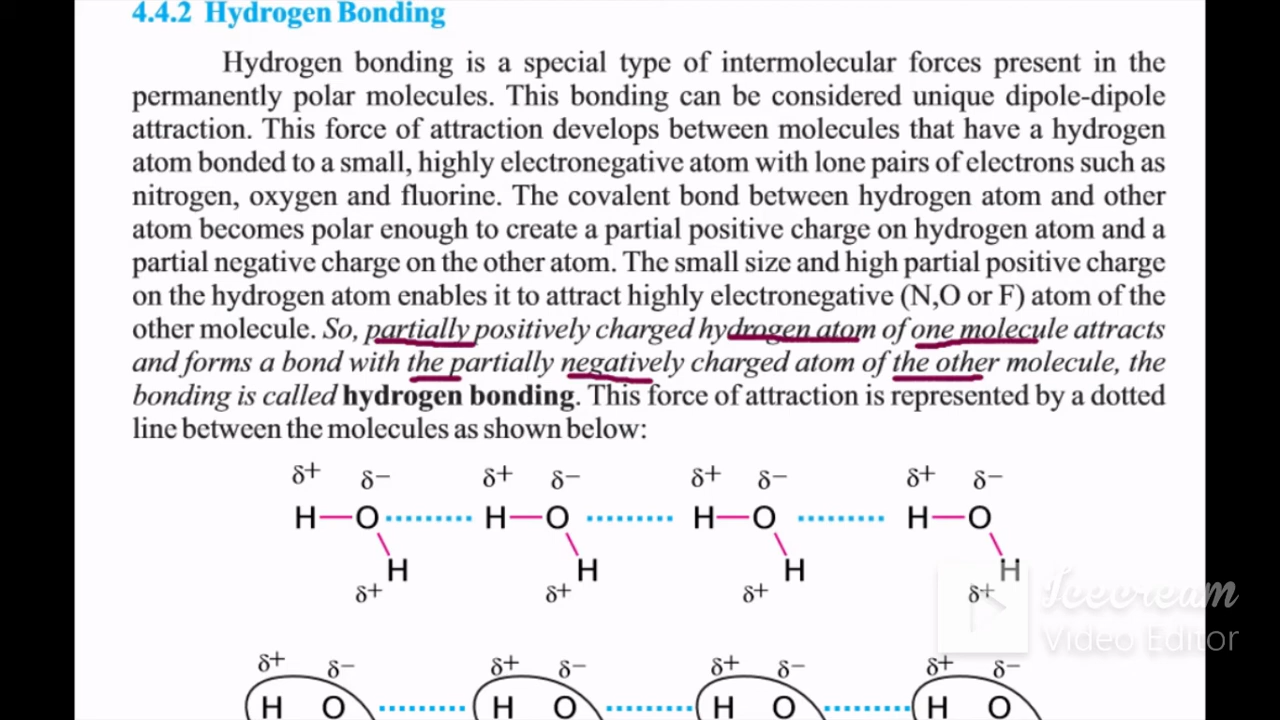 4.4.2 Hydrogen Bonding
Hydrogen bonding is a special type of intermolecular forces present in the
permanently polar molecules. This bonding can be considered unique dipole-dipole
attraction. This force of attraction develops between molecules that have a hydrogen
atom bonded to a small, highly electronegative atom with lone pairs of electrons such as
nitrogen, oxygen and fluorine. The covalent bond between hydrogen atom and other
atom becomes polar enough to create a partial positive charge on hydrogen atom and a
partial negative charge on the other atom. The small size and high partial positive charge
on the hydrogen atom enables it to attract highly electronegative (N,O or F) atom of the
other molecule. So, partially positively charged hydrogen atom of one molecule attracts
and forms a bond with the partially negatively charged atom of the other molecule, the
bonding is called hydrogen bonding. This force of attraction is represented by a dotted
line between the molecules as shown below:
δ+ δ− δ+ δ− δ+ δ− δ+ δ−
H—O·········H—O·········H—O·········H—O
H H H H
δ+ δ+ δ+ δ+
Icecream
Video Editor
δ+ δ− δ+ δ− δ+ δ− δ+ δ−
H O·········H O·········H O·········H O